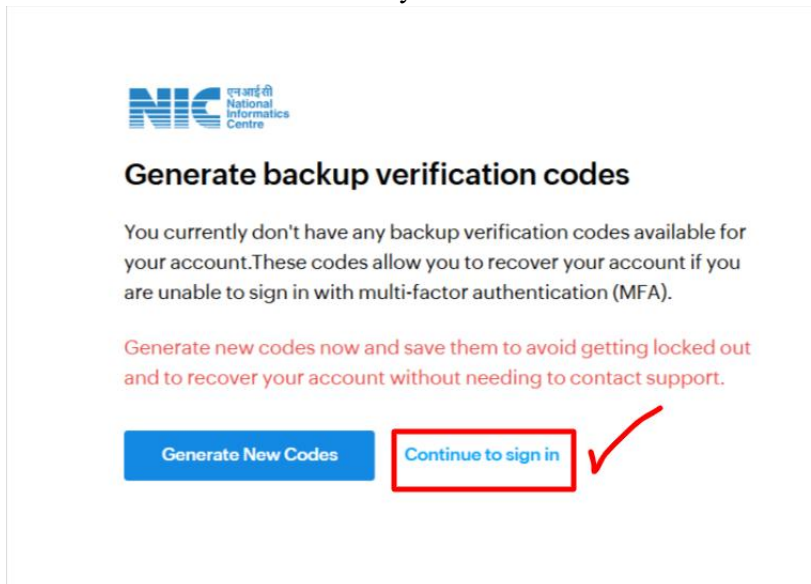 NIC
एनआईसी
National
Informatics
Centre
Generate backup verification codes
You currently don't have any backup verification codes available for
your account.These codes allow you to recover your account if you
are unable to sign in with multi-factor authentication (MFA).
Generate new codes now and save them to avoid getting locked out
and to recover your account without needing to contact support.
Generate New Codes
Continue to sign in